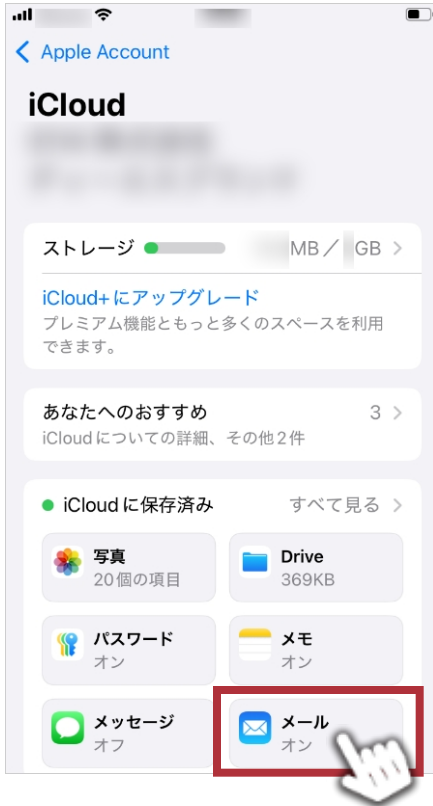 Apple Account
iCloud
ストレージ MB／ GB
iCloud+にアップグレード
プレミアム機能ともっと多くのスペースを利用
できます。
あなたへのおすすめ 3
iCloudについての詳細、その他2件
iCloudに保存済み すべて見る
写真 Drive
20個の項目 369KB
パスワード メモ
オン オン
メッセージ メール
オフ オン